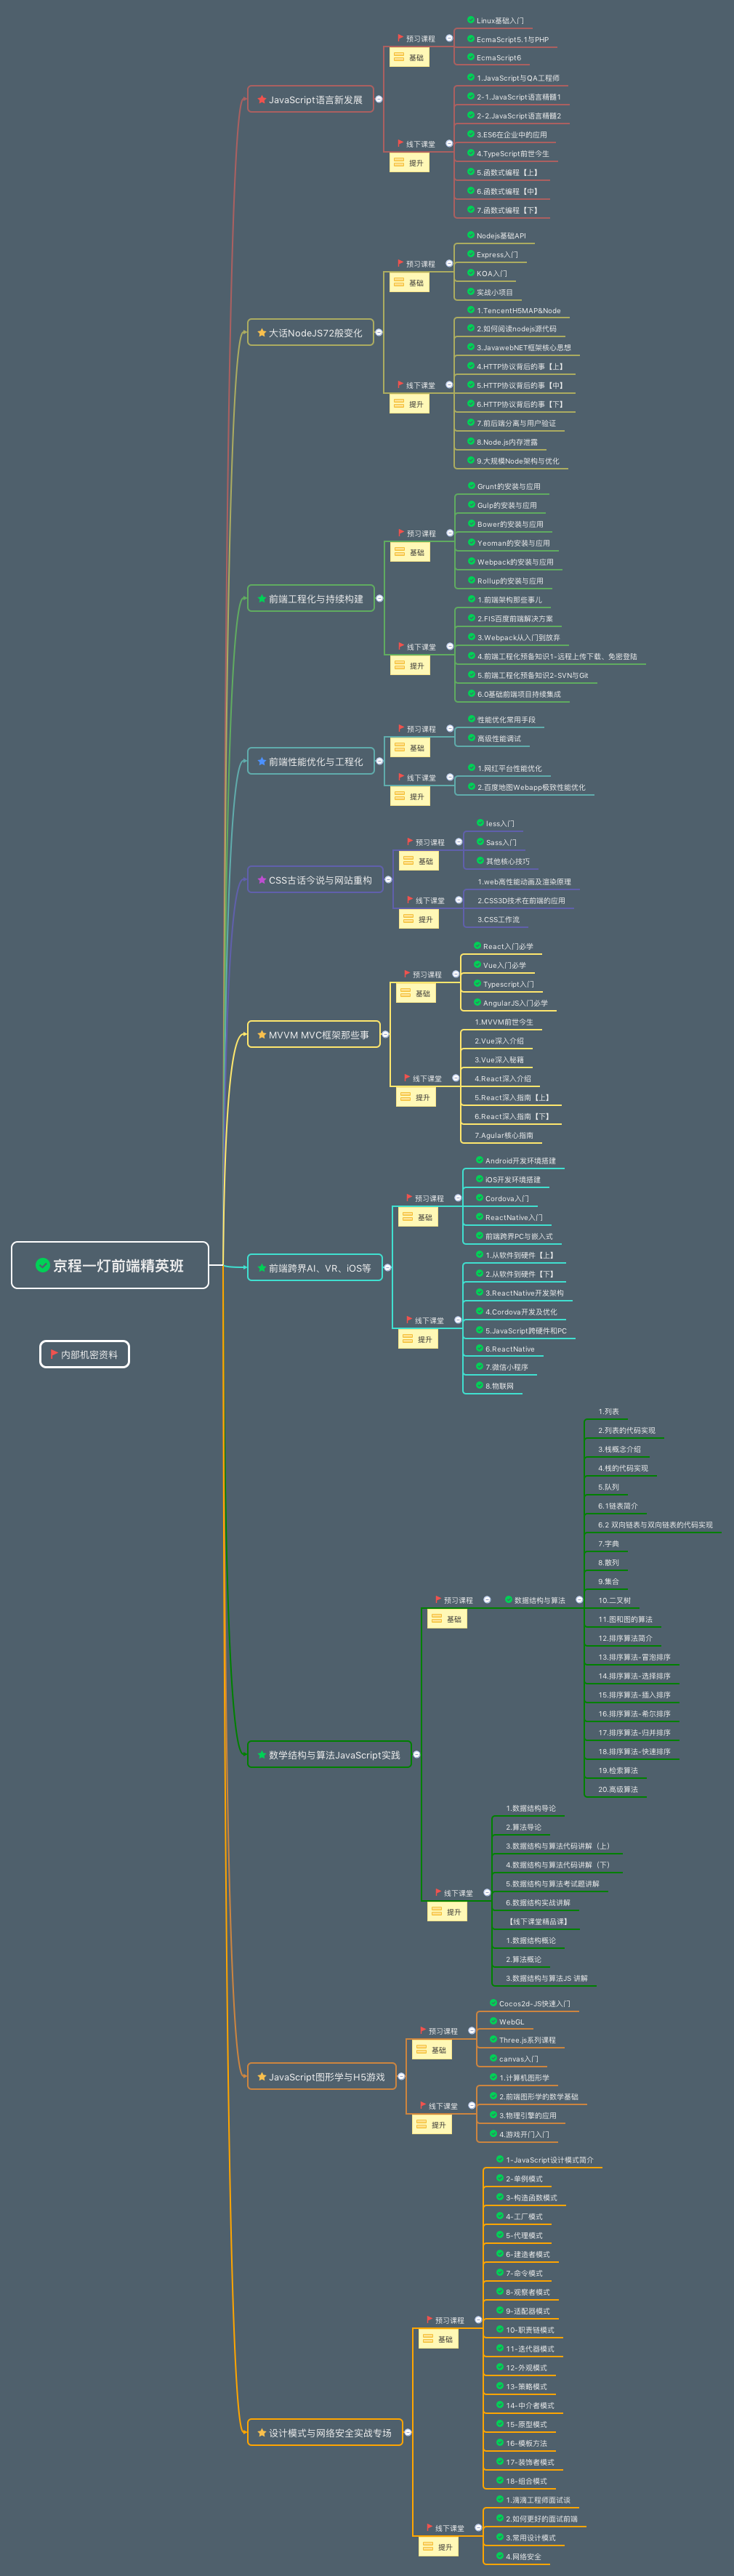 京程一灯前端精英班
内部机密资料
JavaScript语言新发展
预习课程
基础
Linux基础入门
EcmaScript5.1与PHP
EcmaScript6
线下课堂
提升
1.JavaScript与QA工程师
2-1.JavaScript语言精髓1
2-2.JavaScript语言精髓2
3.ES6在企业中的应用
4.TypeScript前世今生
5.函数式编程【上】
6.函数式编程【中】
7.函数式编程【下】
大话NodeJS72般变化
预习课程
基础
Nodejs基础API
Express入门
KOA入门
实战小项目
线下课堂
提升
1.TencentH5MAP&Node
2.如何阅读nodejs源代码
3.JavawebNET框架核心思想
4.HTTP协议背后的事【上】
5.HTTP协议背后的事【中】
6.HTTP协议背后的事【下】
7.前后端分离与用户验证
8.Node.js内存泄露
9.大规模Node架构与优化
前端工程化与持续构建
预习课程
基础
Grunt的安装与应用
Gulp的安装与应用
Bower的安装与应用
Yeoman的安装与应用
Webpack的安装与应用
Rollup的安装与应用
线下课堂
提升
1.前端架构那些事儿
2.FIS百度前端解决方案
3.Webpack从入门到放弃
4.前端工程化预备知识1-远程上传下载、免密登陆
5.前端工程化预备知识2-SVN与Git
6.0基础前端项目持续集成
前端性能优化与工程化
预习课程
基础
性能优化常用手段
高级性能调试
线下课堂
提升
1.网红平台性能优化
2.百度地图Webapp极致性能优化
CSS古话今说与网站重构
预习课程
基础
less入门
Sass入门
其他核心技巧
线下课堂
提升
1.web高性能动画及渲染原理
2.CSS3D技术在前端的应用
3.CSS工作流
MVVM MVC框架那些事
预习课程
基础
React入门必学
Vue入门必学
Typescript入门
AngularJS入门必学
线下课堂
提升
1.MVVM前世今生
2.Vue深入介绍
3.Vue深入秘籍
4.React深入介绍
5.React深入指南【上】
6.React深入指南【下】
7.Agular核心指南
前端跨界AI、VR、iOS等
预习课程
基础
Android开发环境搭建
iOS开发环境搭建
Cordova入门
ReactNative入门
前端跨界PC与嵌入式
线下课堂
提升
1.从软件到硬件【上】
2.从软件到硬件【下】
3.ReactNative开发架构
4.Cordova开发及优化
5.JavaScript跨硬件和PC
6.ReactNative
7.微信小程序
8.物联网
数学结构与算法JavaScript实践
预习课程
基础
数据结构与算法
1.列表
2.列表的代码实现
3.栈概念介绍
4.栈的代码实现
5.队列
6.1链表简介
6.2 双向链表与双向链表的代码实现
7.字典
8.散列
9.集合
10.二叉树
11.图和图的算法
12.排序算法简介
13.排序算法-冒泡排序
14.排序算法-选择排序
15.排序算法-插入排序
16.排序算法-希尔排序
17.排序算法-归并排序
18.排序算法-快速排序
19.检索算法
20.高级算法
线下课堂
提升
1.数据结构导论
2.算法导论
3.数据结构与算法代码讲解（上）
4.数据结构与算法代码讲解（下）
5.数据结构与算法考试题讲解
6.数据结构实战讲解
【线下课堂精品课】
1.数据结构概论
2.算法概论
3.数据结构与算法JS 讲解
JavaScript图形学与H5游戏
预习课程
基础
Cocos2d-JS快速入门
WebGL
Three.js系列课程
canvas入门
线下课堂
提升
1.计算机图形学
2.前端图形学的数学基础
3.物理引擎的应用
4.游戏开门入门
设计模式与网络安全实战专场
预习课程
基础
1-JavaScript设计模式简介
2-单例模式
3-构造函数模式
4-工厂模式
5-代理模式
6-建造者模式
7-命令模式
8-观察者模式
9-适配器模式
10-职责链模式
11-迭代器模式
12-外观模式
13-策略模式
14-中介者模式
15-原型模式
16-模板方法
17-装饰者模式
18-组合模式
线下课堂
提升
1.滴滴工程师面试谈
2.如何更好的面试前端
3.常用设计模式
4.网络安全